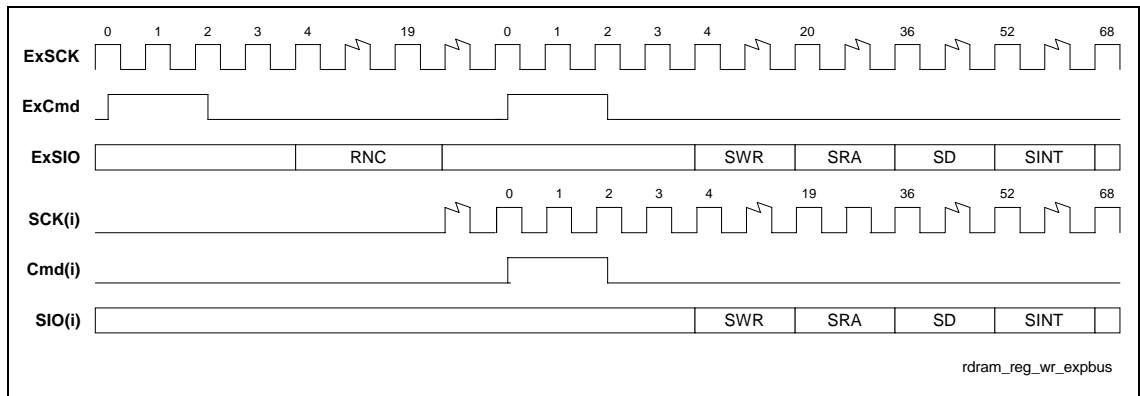 0 1 2 3 4 19 0 1 2 3 4 20 36 52 68
ExSCK
ExCmd
ExSIO RNC SWR SRA SD SINT
0 1 2 3 4 19 36 52 68
SCK(i)
Cmd(i)
SIO(i) SWR SRA SD SINT
rdram_reg_wr_expbus